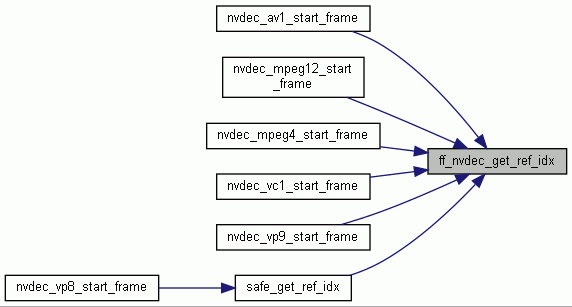 nvdec_av1_start_frame
nvdec_mpeg12_start
_frame
nvdec_mpeg4_start_frame
ff_nvdec_get_ref_idx
nvdec_vc1_start_frame
nvdec_vp9_start_frame
nvdec_vp8_start_frame
safe_get_ref_idx